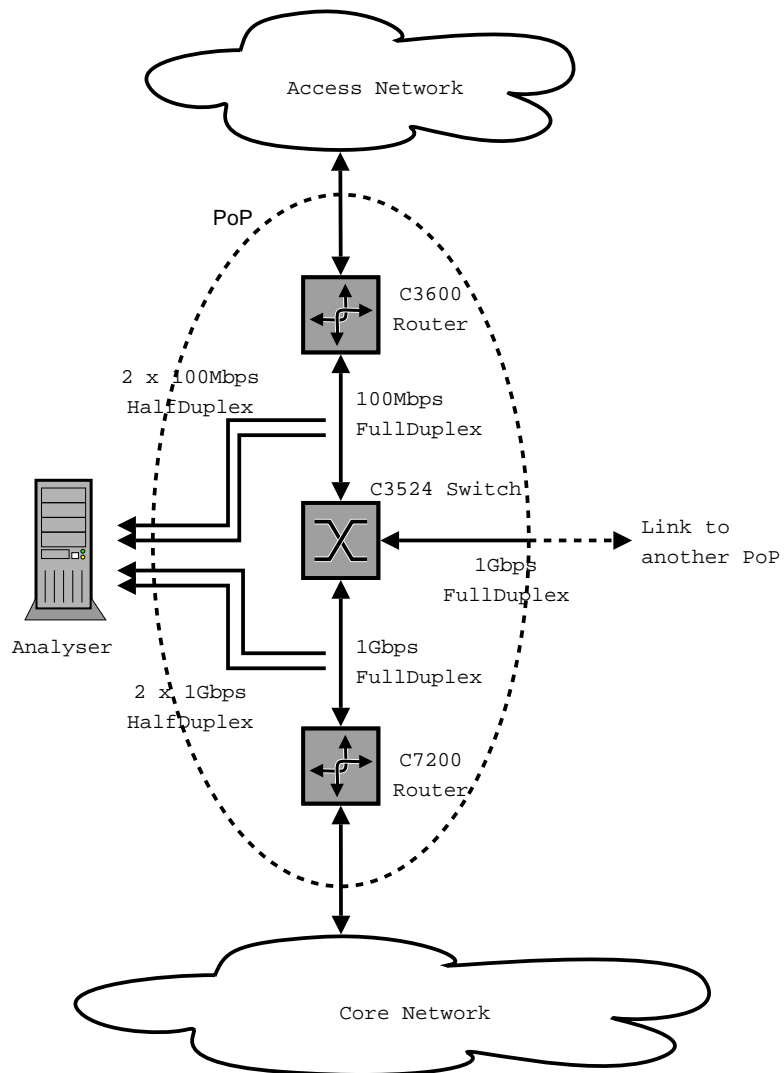 Access Network
PoP
C3600
Router
2 x 100Mbps
HalfDuplex
100Mbps
FullDuplex
C3524 Switch
Link to
another PoP
1Gbps
FullDuplex
Analyser
1Gbps
FullDuplex
2 x 1Gbps
HalfDuplex
C7200
Router
Core Network